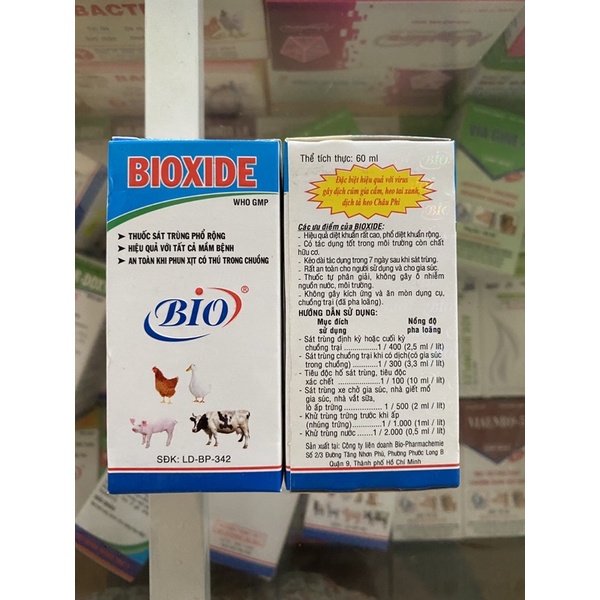 BIOXIDE
WHO GMP
▸ THUỐC SÁT TRÙNG PHỔ RỘNG
▸ HIỆU QUẢ VỚI TẤT CẢ MẦM BỆNH
▸ AN TOÀN KHI PHUN XỊT CÓ THÚ TRONG CHUỒNG
BIO®
SĐK: LD-BP-342
Thể tích thực: 60 ml
BIO
Đặc biệt hiệu quả với virus
gây dịch cúm gia cầm, heo tai xanh,
dịch tả heo Châu Phi
Các ưu điểm của BIOXIDE:
- Hiệu quả diệt khuẩn rất cao, phổ diệt khuẩn rộng.
- Có tác dụng tốt trong môi trường còn chất
hữu cơ.
- Kéo dài tác dụng trong 7 ngày sau khi sát trùng.
- Rất an toàn cho người sử dụng và cho gia súc.
- Thuốc tự phân giải, không gây ô nhiễm
nguồn nước, môi trường.
- Không gây kích ứng và ăn mòn dụng cụ,
chuồng trại (đã pha loãng).
HƯỚNG DẪN SỬ DỤNG:
Mục đích Nồng độ
sử dụng pha loãng
- Sát trùng định kỳ hoặc cuối kỳ
chuồng trại ..................1 / 400 (2,5 ml / lít)
- Sát trùng chuồng trại khi có dịch(có gia súc
trong chuồng) ..............1 / 300 (3,3 ml / lít)
- Tiêu độc hố sát trùng, tiêu độc
xác chết ......................1 / 100 (10 ml / lít)
- Sát trùng xe chở gia súc, nhà giết mổ
gia súc, nhà vắt sữa,
lò ấp trứng ...................1 / 500 (2 ml / lít)
- Khử trùng trứng trước khi ấp
(nhúng trứng)................1 / 1.000 (1ml / lít)
- Khử trùng nước ............1 / 2.000 (0,5 ml / lít)
Sản xuất tại: Công ty liên doanh Bio-Pharmachemie
Số 2/3 Đường Tăng Nhơn Phú, Phường Phước Long B
Quận 9, Thành phố Hồ Chí Minh